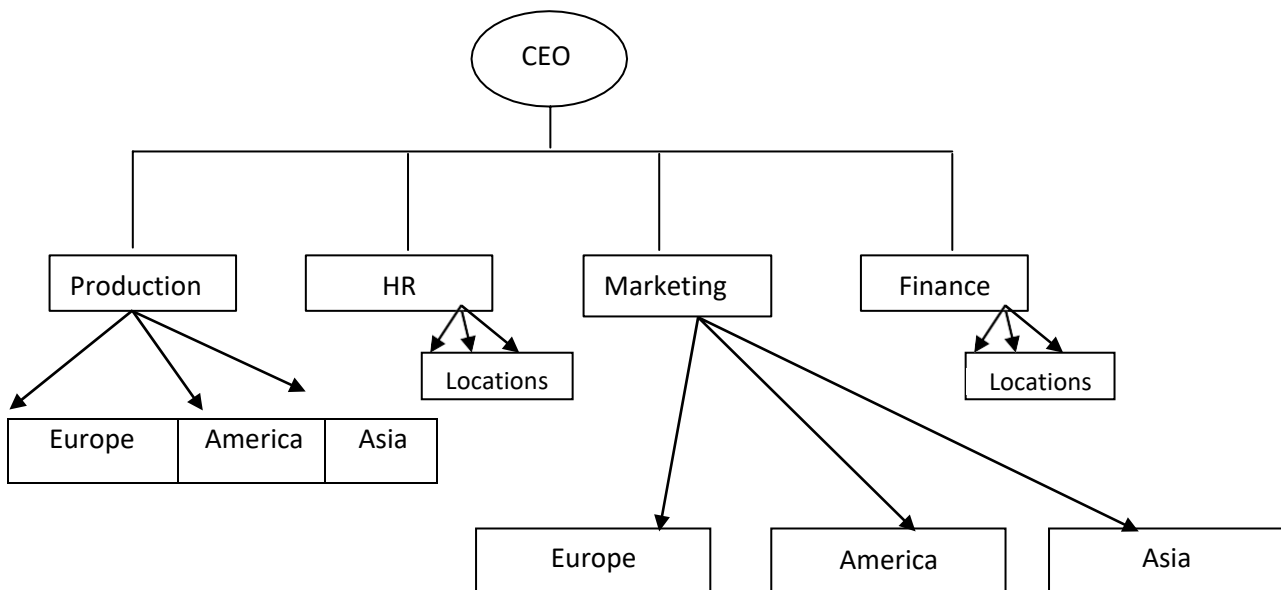 CEO
Production
HR
Marketing
Finance
Locations
Locations
Europe
America
Asia
Europe
America
Asia